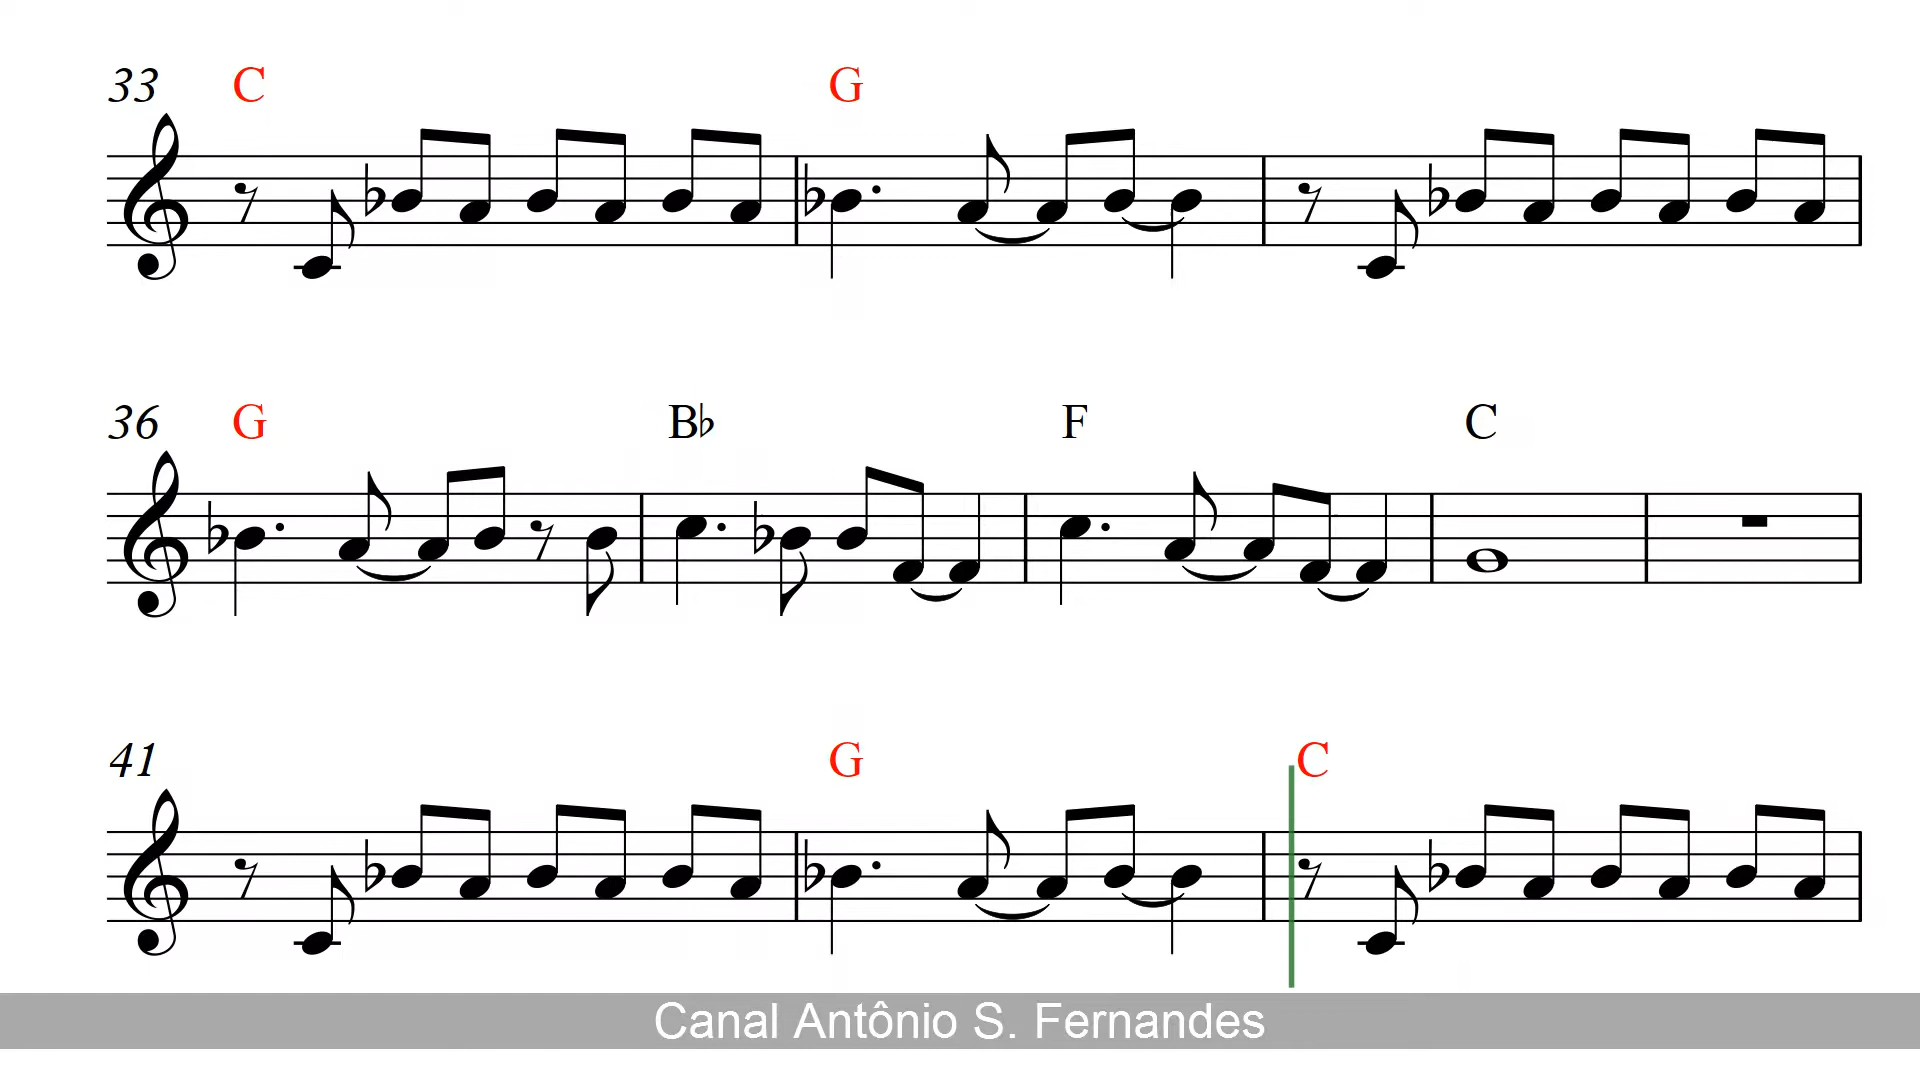 33 C G
36 G B♭ F C
41 G C
Canal Antônio S. Fernandes